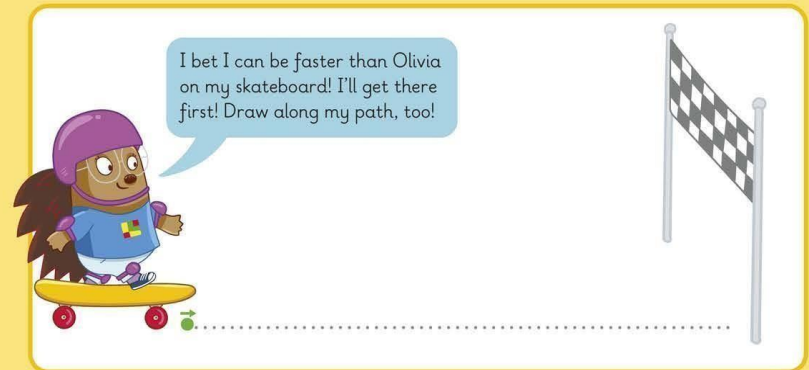 I bet I can be faster than Olivia
on my skateboard! I'll get there
first! Draw along my path, too!